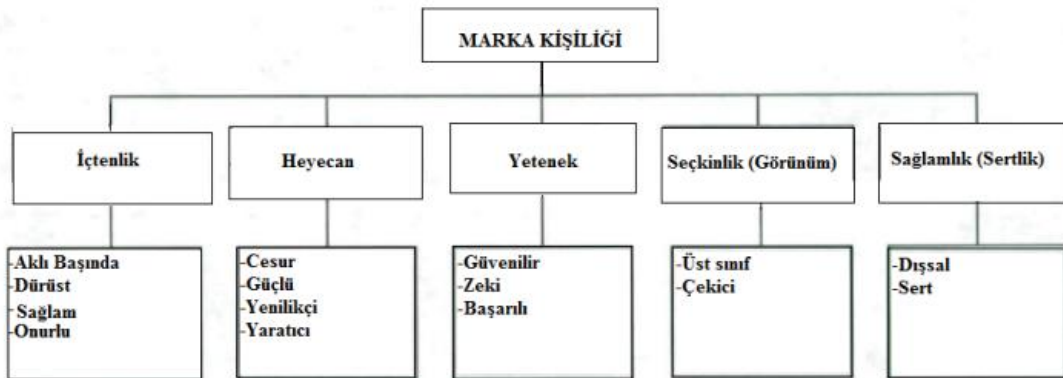 MARKA KİŞİLİĞİ
İçtenlik
Heyecan
Yetenek
Seçkinlik (Görünüm)
Sağlamlık (Sertlik)
-Aklı Başında
-Dürüst
-Sağlam
-Onurlu
-Cesur
-Güçlü
-Yenilikçi
-Yaratıcı
-Güvenilir
-Zeki
-Başarılı
-Üst sınıf
-Çekici
-Dışsal
-Sert